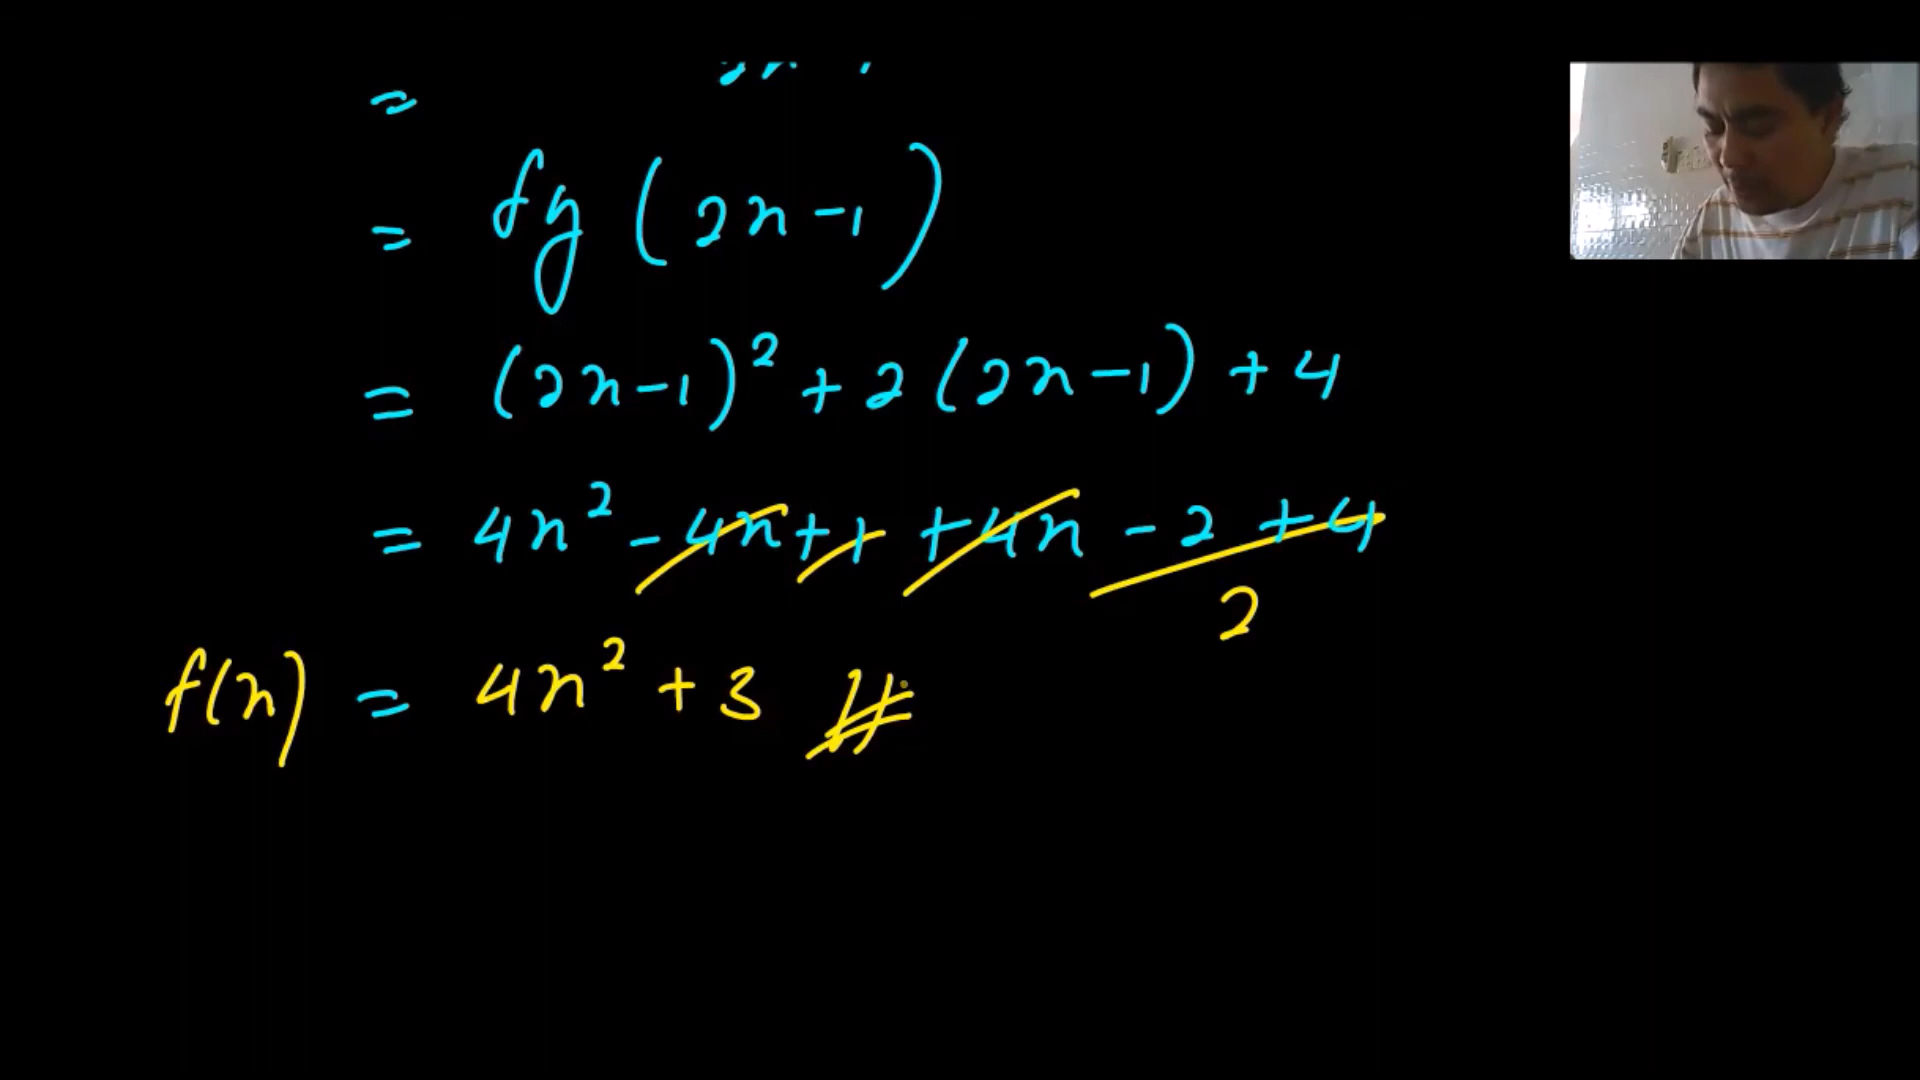 =
= fg (2x-1)
= (2x-1)² + 2(2x-1) + 4
= 4x² - 4x + 1 + 4x - 2 + 4
2
f(x) = 4x² + 3 #